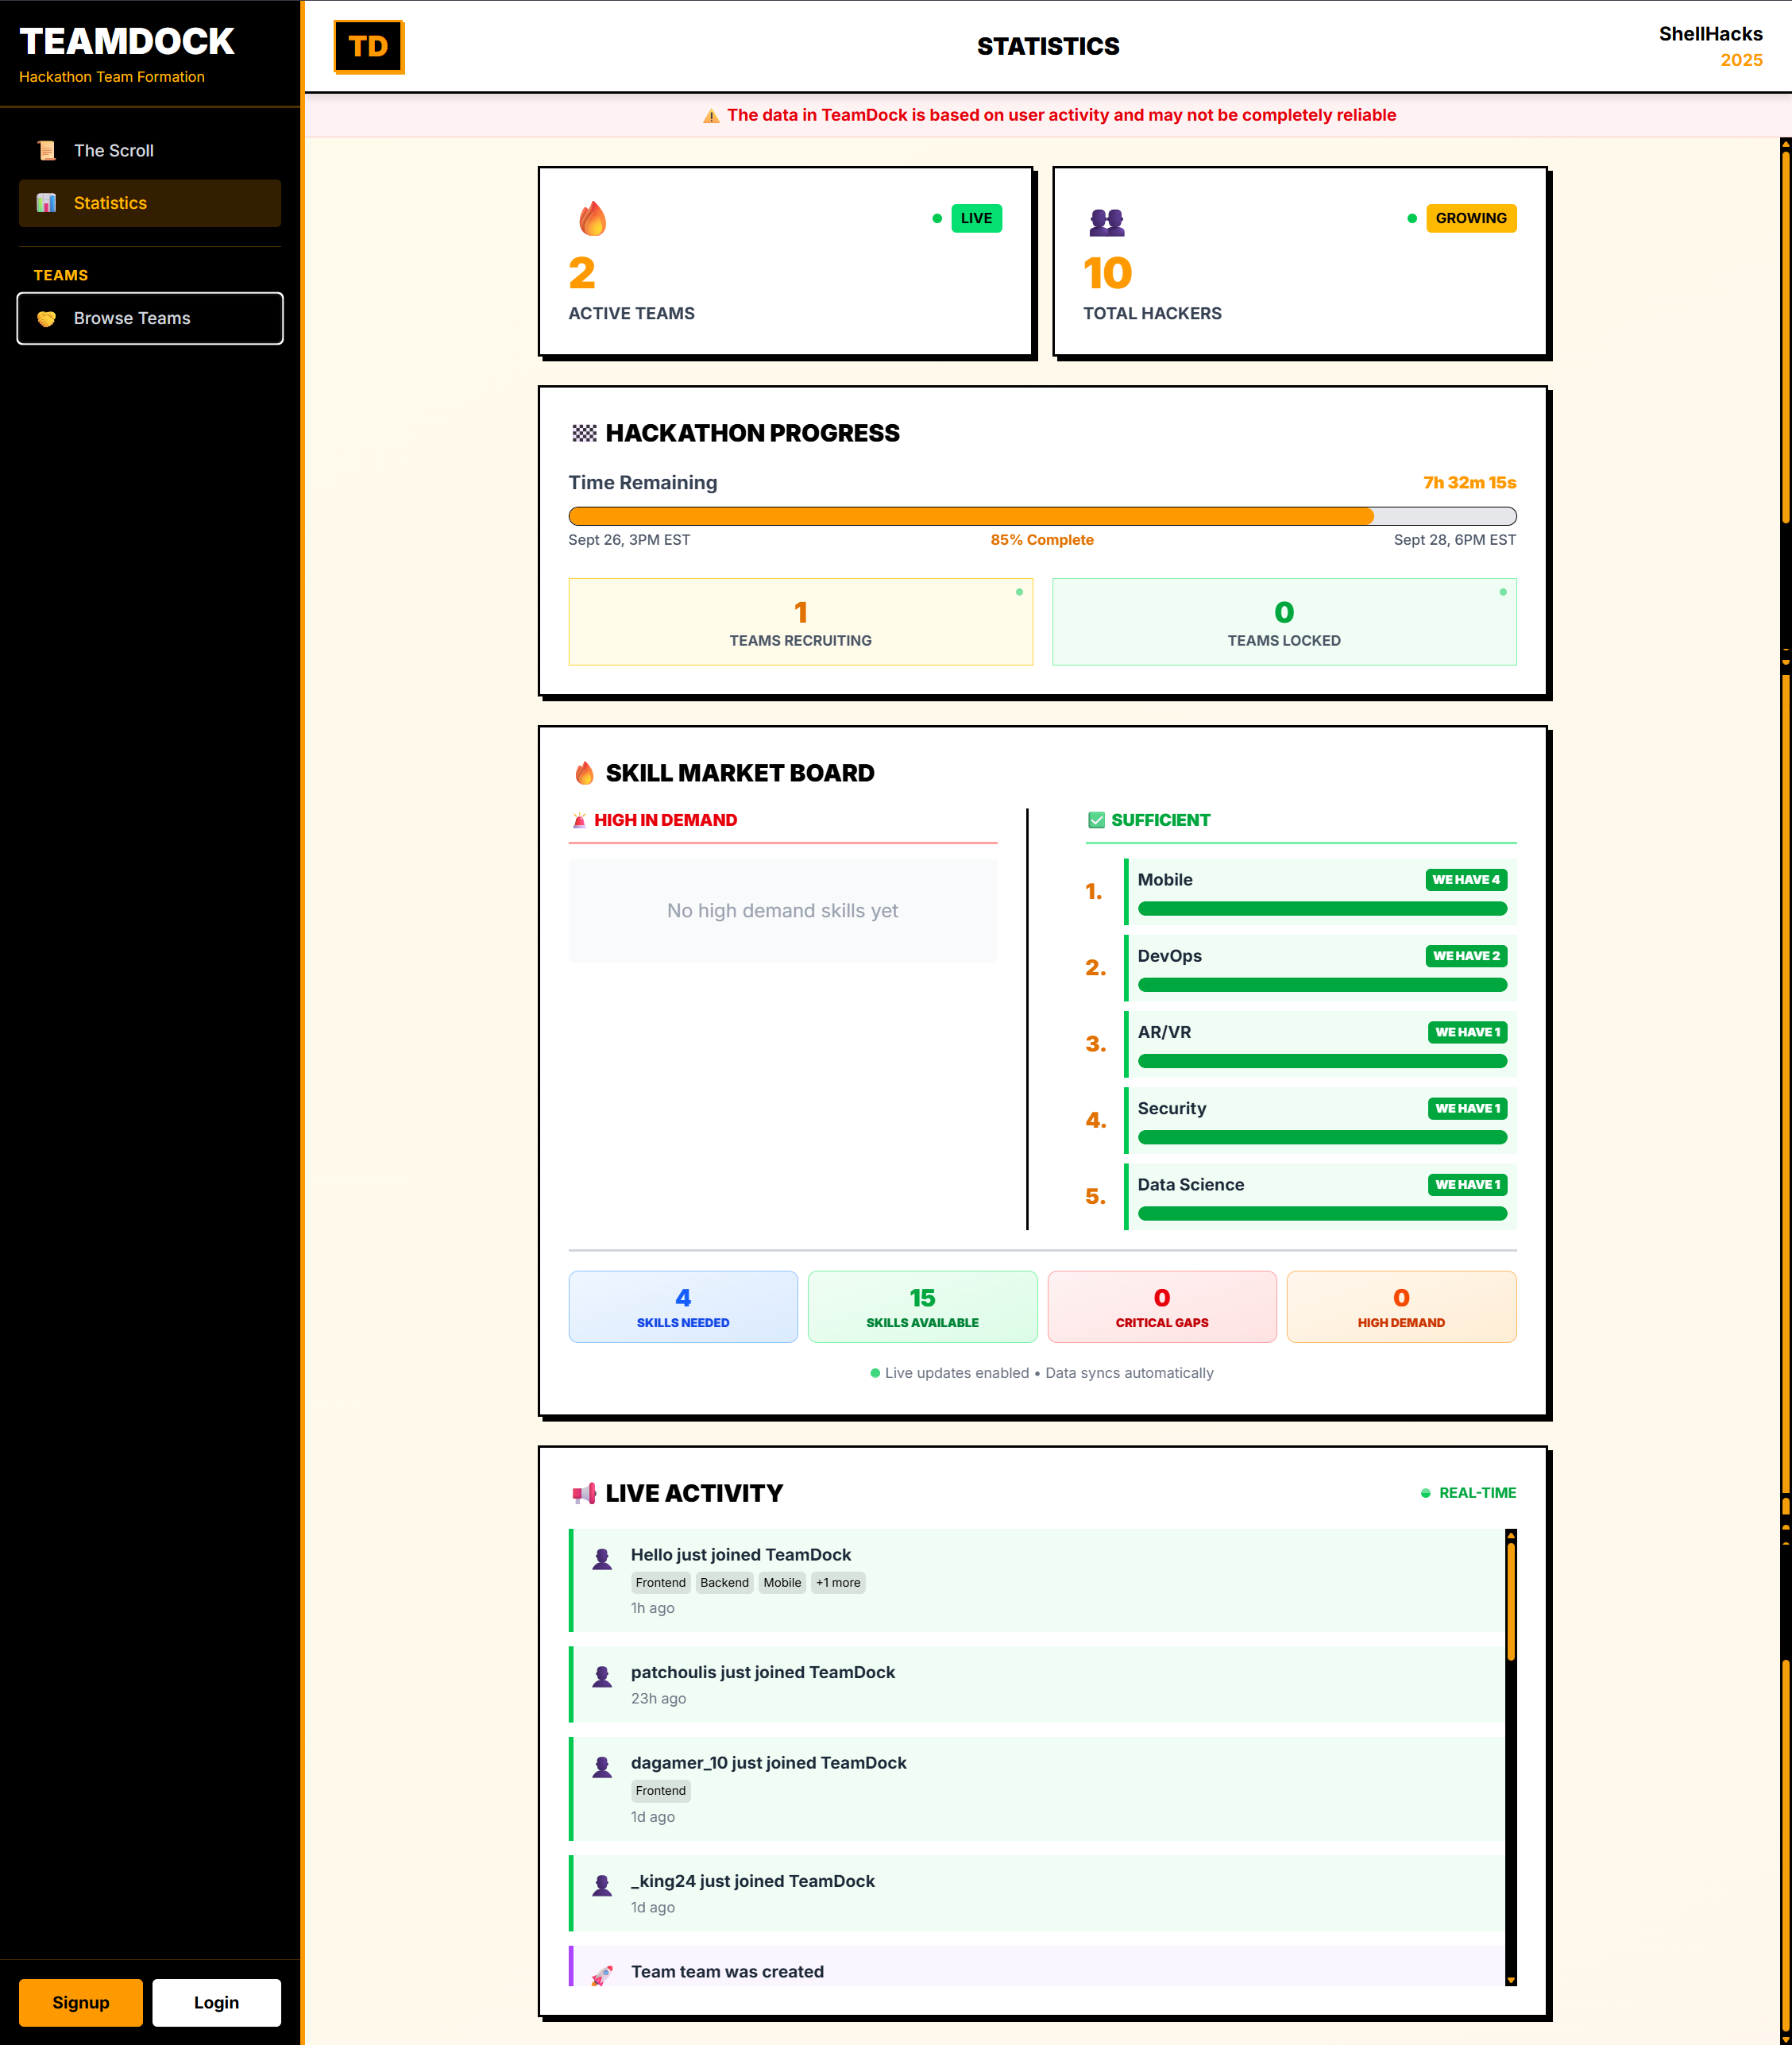 TEAMDOCK
Hackathon Team Formation
The Scroll
Statistics
TEAMS
Browse Teams
Signup
Login
TD
STATISTICS
ShellHacks
2025
The data in TeamDock is based on user activity and may not be completely reliable
LIVE
2
ACTIVE TEAMS
GROWING
10
TOTAL HACKERS
HACKATHON PROGRESS
Time Remaining
7h 32m 15s
Sept 26, 3PM EST
85% Complete
Sept 28, 6PM EST
1
TEAMS RECRUITING
0
TEAMS LOCKED
SKILL MARKET BOARD
HIGH IN DEMAND
No high demand skills yet
SUFFICIENT
1.
Mobile
WE HAVE 4
2.
DevOps
WE HAVE 2
3.
AR/VR
WE HAVE 1
4.
Security
WE HAVE 1
5.
Data Science
WE HAVE 1
4
SKILLS NEEDED
15
SKILLS AVAILABLE
0
CRITICAL GAPS
0
HIGH DEMAND
Live updates enabled • Data syncs automatically
LIVE ACTIVITY
REAL-TIME
Hello just joined TeamDock
Frontend Backend Mobile +1 more
1h ago
patchoulis just joined TeamDock
23h ago
dagamer_10 just joined TeamDock
Frontend
1d ago
_king24 just joined TeamDock
1d ago
Team team was created